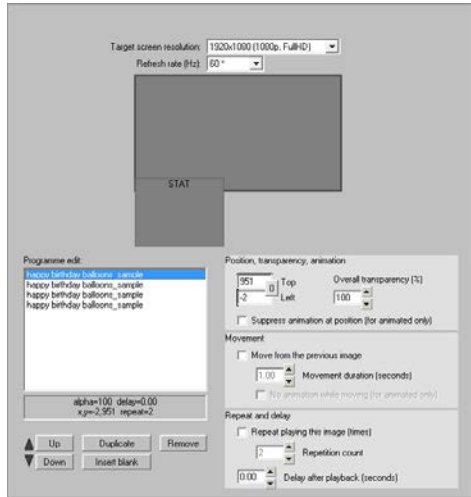 Target screen resolution: 1920x1080 (1080p, FullHD)
Refresh rate (Hz): 60 *
STAT
Programme edit:
happy birthday balloons_sample
happy birthday balloons_sample
happy birthday balloons_sample
happy birthday balloons_sample
alpha=100 delay=0.00
x,y=-2,951 repeat=2
Up Duplicate Remove
Down Insert blank
Position, transparency, animation
951 0 Top Overall transparency (%)
-2 Left 100
Suppress animation at position (for animated only)
Movement
Move from the previous image
1.00 Movement duration (seconds)
No animation while moving (for animated only)
Repeat and delay
Repeat playing this image (times)
2 Repetition count
0.00 Delay after playback (seconds)